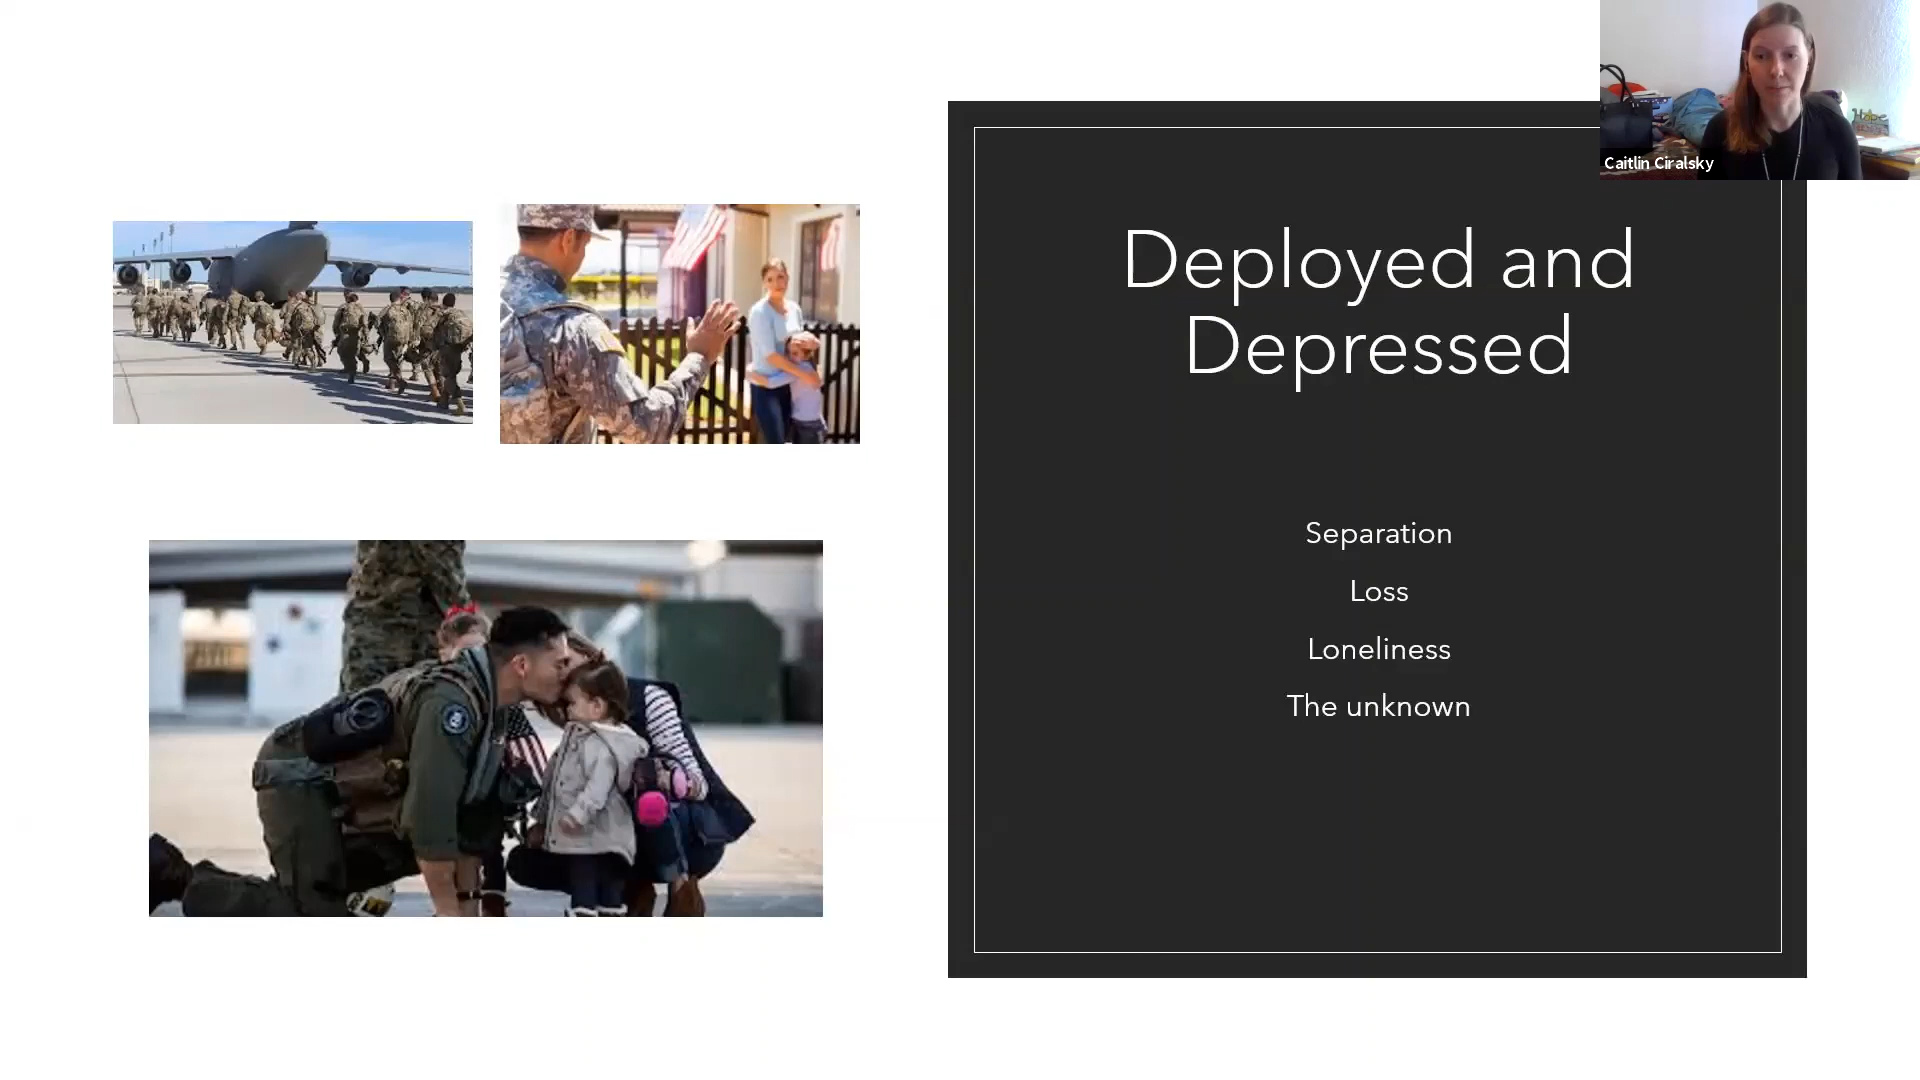 Caitlin Ciralsky
Deployed and
Depressed
Separation
Loss
Loneliness
The unknown